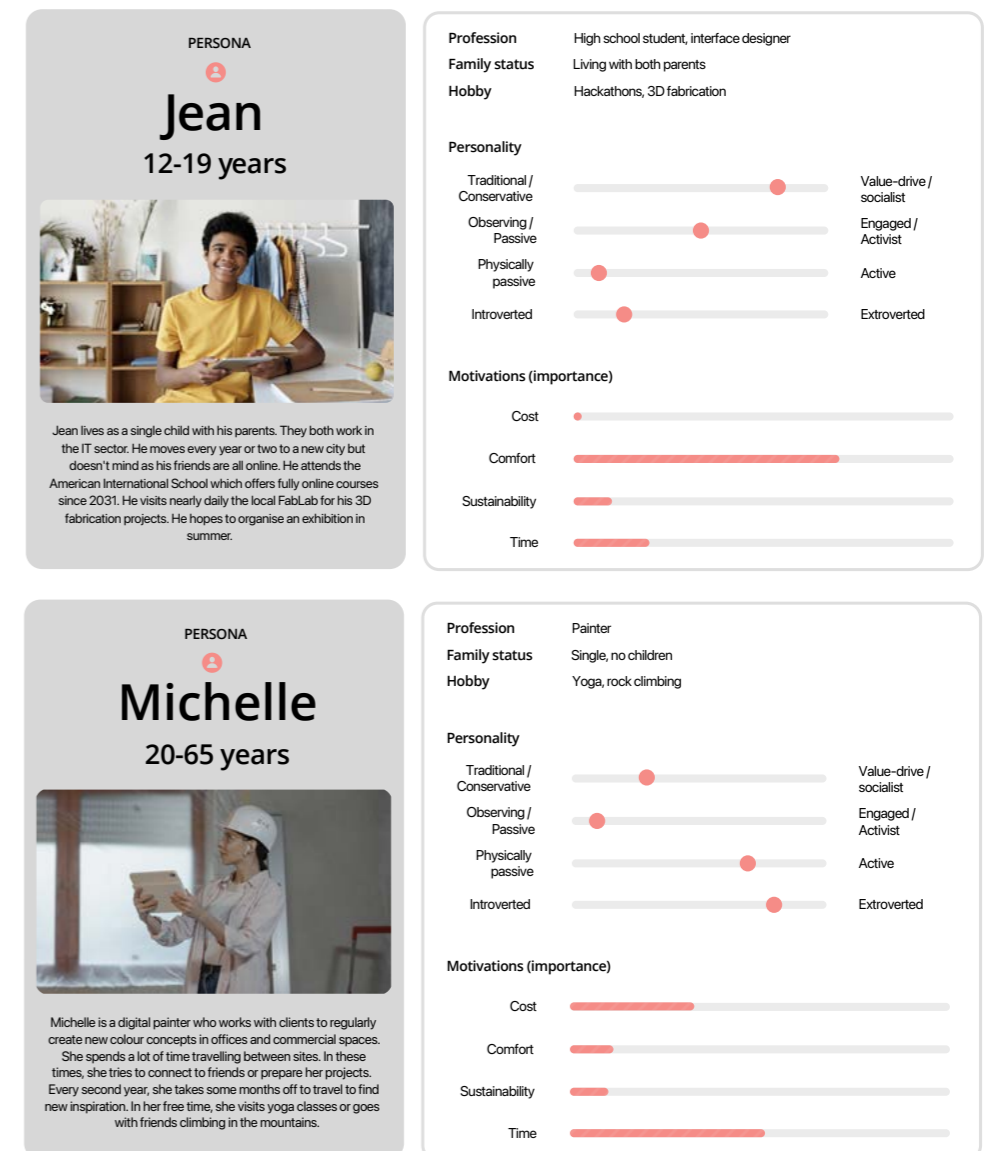 PERSONA
Jean
12-19 years
Jean lives as a single child with his parents. They both work in
the IT sector. He moves every year or two to a new city but
doesn't mind as his friends are all online. He attends the
American International School which offers fully online courses
since 2031. He visits nearly daily the local FabLab for his 3D
fabrication projects. He hopes to organise an exhibition in
summer.
Profession High school student, interface designer
Family status Living with both parents
Hobby Hackathons, 3D fabrication
Personality
Traditional /
Conservative
Value-drive /
socialist
Observing /
Passive
Engaged /
Activist
Physically
passive
Active
Introverted Extroverted
Motivations (importance)
Cost
Comfort
Sustainability
Time
PERSONA
Michelle
20-65 years
Michelle is a digital painter who works with clients to regularly
create new colour concepts in offices and commercial spaces.
She spends a lot of time travelling between sites. In these
times, she tries to connect to friends or prepare her projects.
Every second year, she takes some months off to travel to find
new inspiration. In her free time, she visits yoga classes or goes
with friends climbing in the mountains.
Profession Painter
Family status Single, no children
Hobby Yoga, rock climbing
Personality
Traditional /
Conservative
Value-drive /
socialist
Observing /
Passive
Engaged /
Activist
Physically
passive
Active
Introverted Extroverted
Motivations (importance)
Cost
Comfort
Sustainability
Time